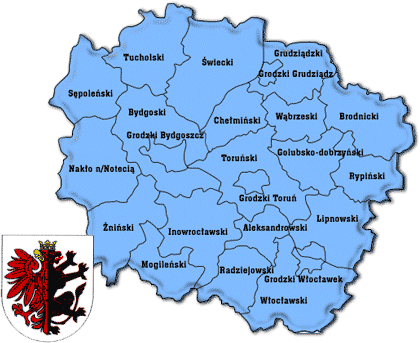 Grudziądzki
Tucholski
Świecki
Grodzki Grudziądz
Sępoleński
Bydgoski
Chełmiński
Wąbrzeski
Brodnicki
Grodzki Bydgoszcz
Toruński
Golubsko-dobrzyński
Nakło n/Notecią
Rypiński
Grodzki Toruń
Żniński
Inowrocławski
Aleksandrowski
Lipnowski
Mogileński
Radziejowski
Grodzki Włocławek
Włocławski